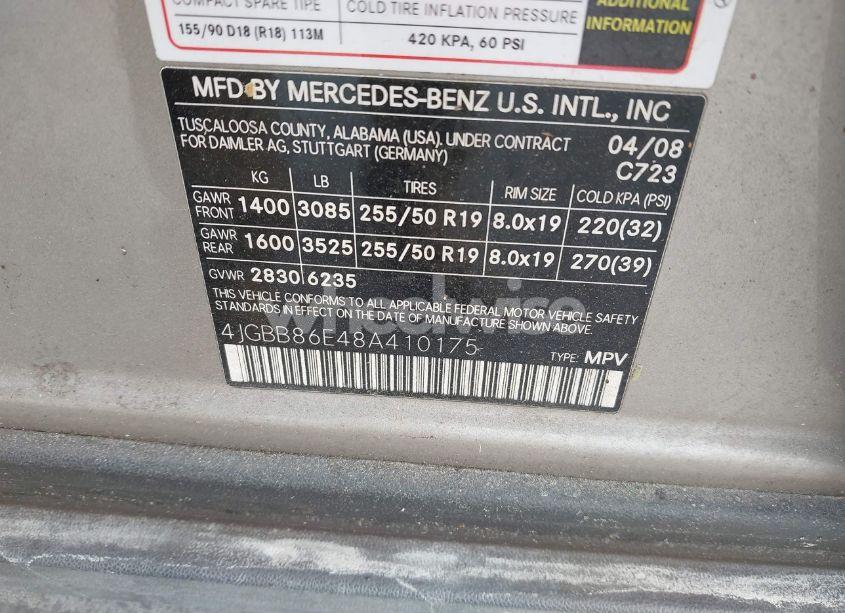 COMPACT SPARE TIRE COLD TIRE INFLATION PRESSURE
155/90 D18 (R18) 113M 420 KPA, 60 PSI
ADDITIONAL
INFORMATION
MFD BY MERCEDES-BENZ U.S. INTL., INC
TUSCALOOSA COUNTY, ALABAMA (USA). UNDER CONTRACT 04/08
FOR DAIMLER AG, STUTTGART (GERMANY) C723
KG LB TIRES RIM SIZE COLD KPA (PSI)
GAWR FRONT 1400 3085 255/50 R19 8.0x19 220(32)
GAWR REAR 1600 3525 255/50 R19 8.0x19 270(39)
GVWR 2830 6235
THIS VEHICLE CONFORMS TO ALL APPLICABLE FEDERAL MOTOR VEHICLE SAFETY
STANDARDS IN EFFECT ON THE DATE OF MANUFACTURE SHOWN ABOVE.
wheelwise
4JGBB86E48A410175
TYPE: MPV